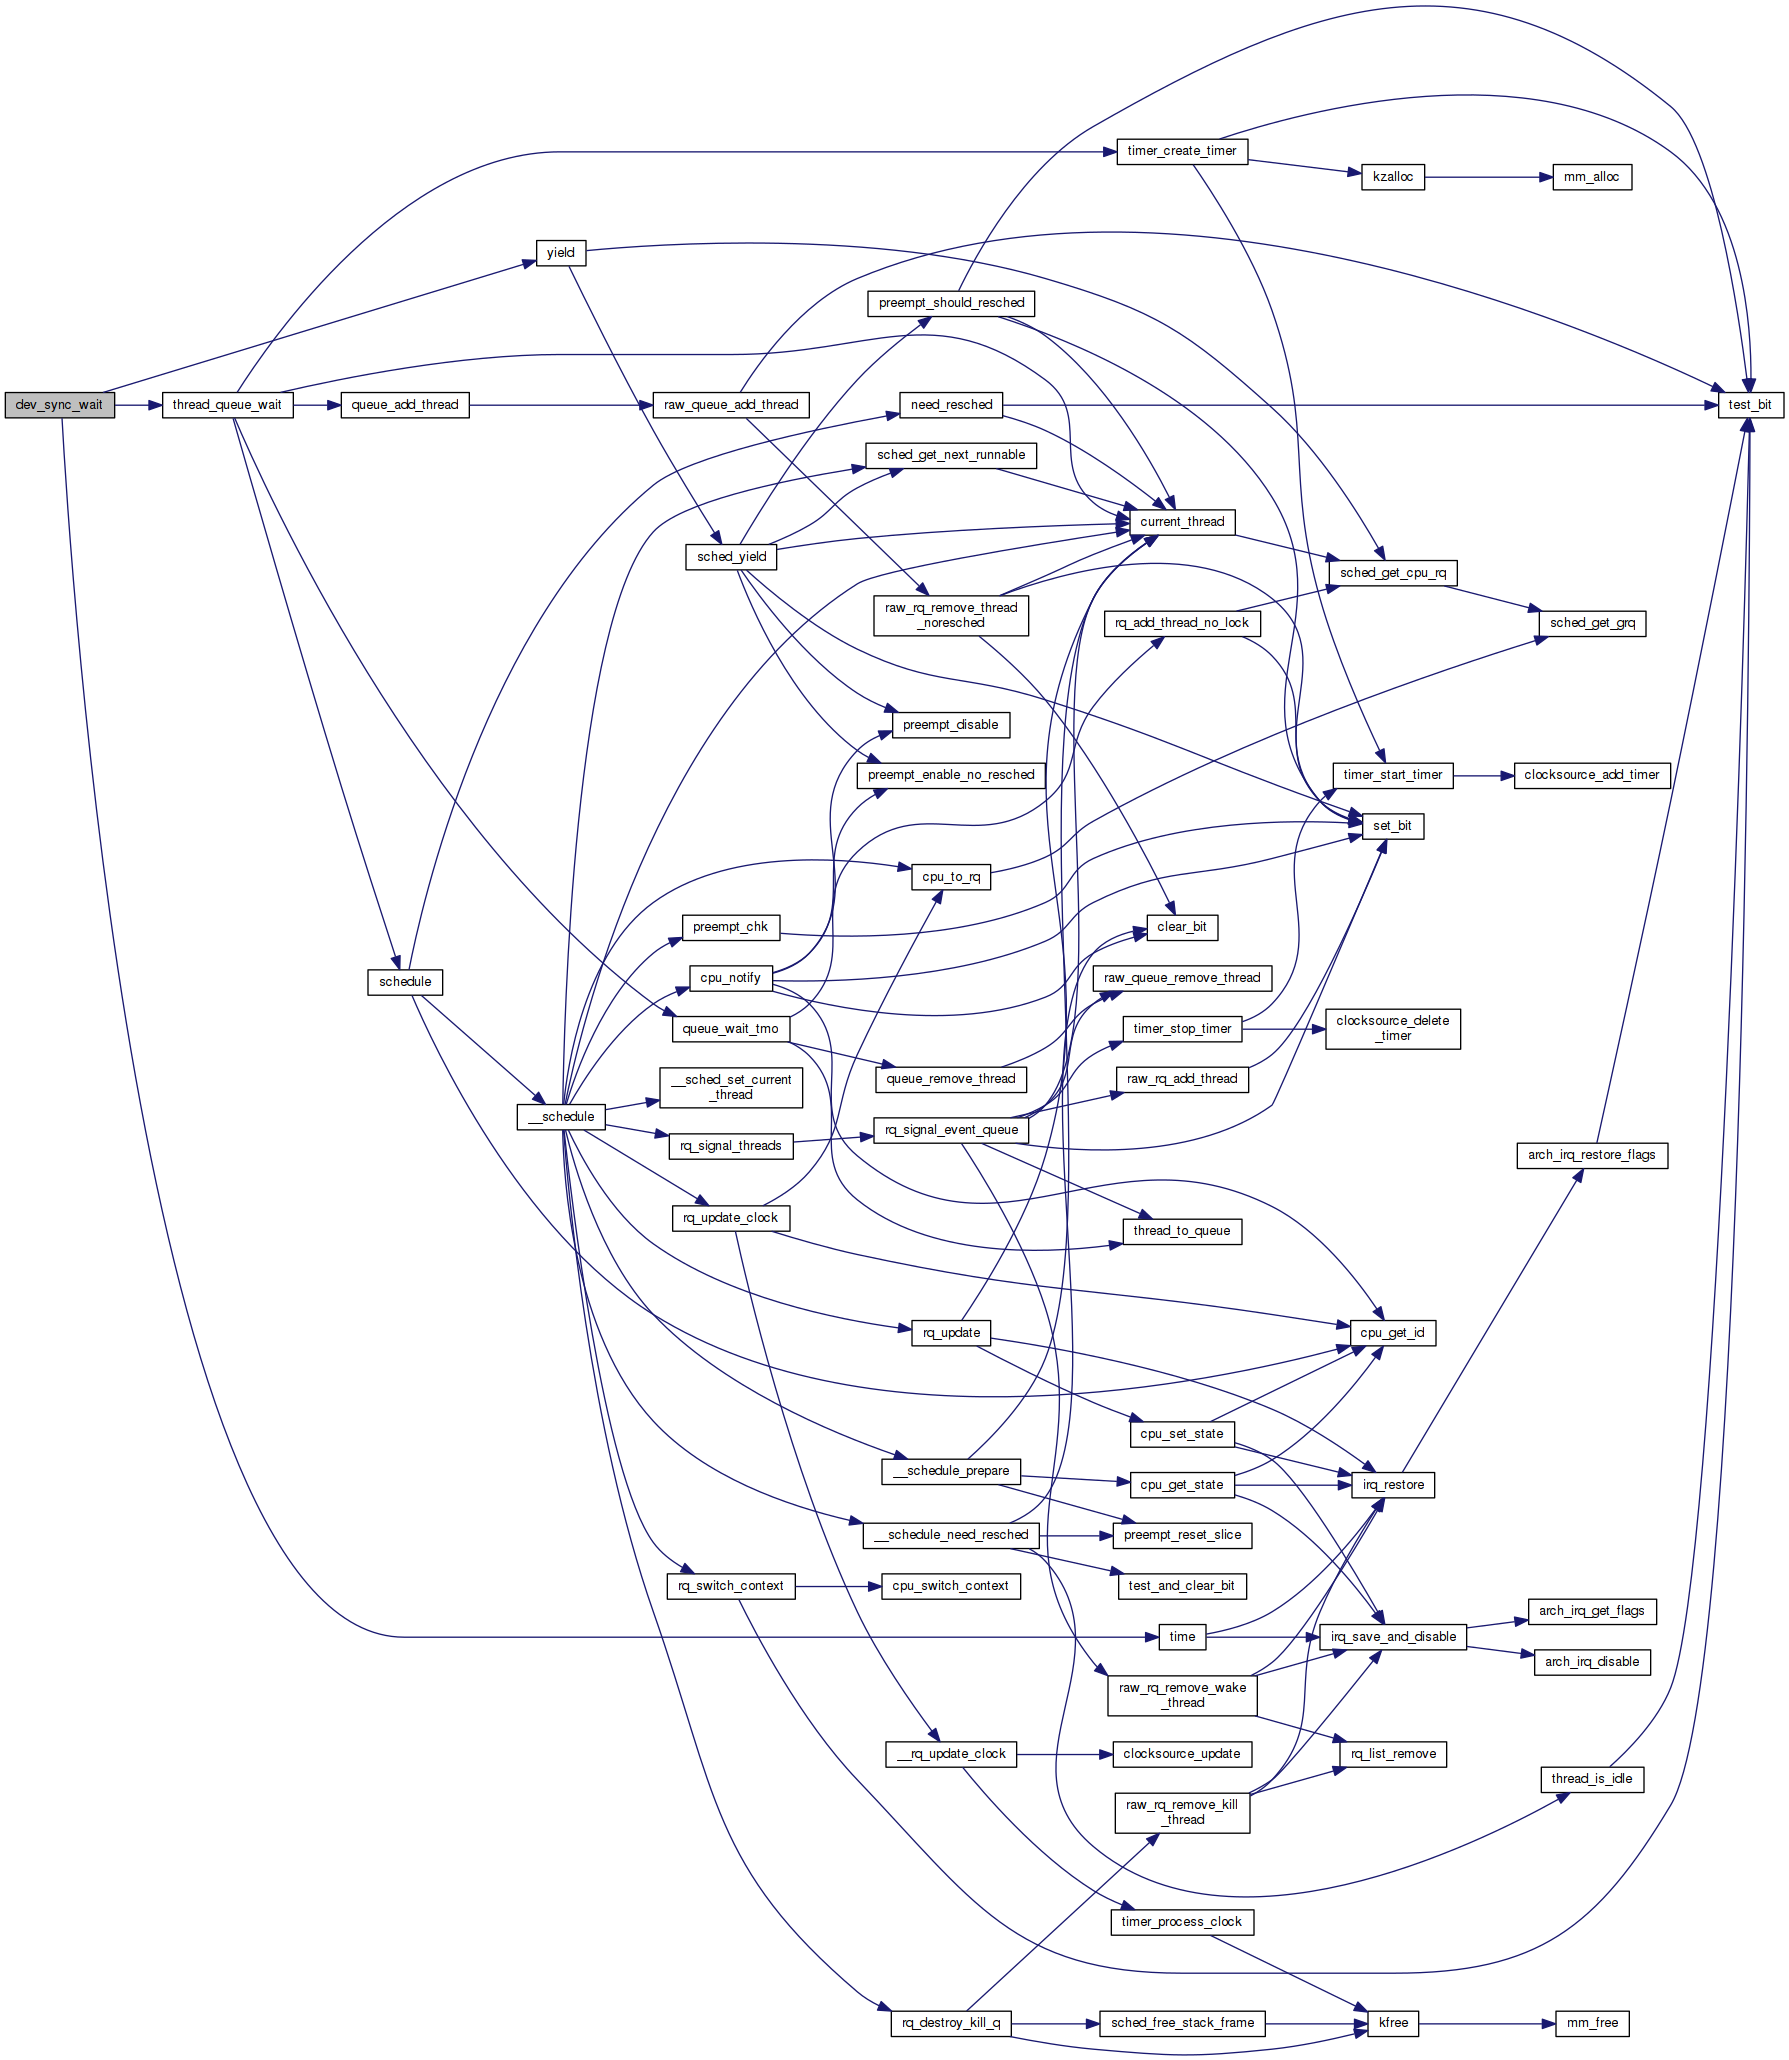 timer_create_timer
kzalloc
mm_alloc
yield
preempt_should_resched
dev_sync_wait
thread_queue_wait
queue_add_thread
raw_queue_add_thread
need_resched
test_bit
sched_get_next_runnable
current_thread
sched_yield
sched_get_cpu_rq
raw_rq_remove_thread
_noresched
rq_add_thread_no_lock
sched_get_grq
preempt_disable
preempt_enable_no_resched
timer_start_timer
clocksource_add_timer
set_bit
cpu_to_rq
preempt_chk
clear_bit
schedule
cpu_notify
raw_queue_remove_thread
queue_wait_tmo
timer_stop_timer
clocksource_delete
_timer
__sched_set_current
_thread
queue_remove_thread
raw_rq_add_thread
__schedule
rq_signal_threads
rq_signal_event_queue
arch_irq_restore_flags
rq_update_clock
thread_to_queue
rq_update
cpu_get_id
cpu_set_state
__schedule_prepare
cpu_get_state
irq_restore
__schedule_need_resched
preempt_reset_slice
rq_switch_context
cpu_switch_context
test_and_clear_bit
time
irq_save_and_disable
arch_irq_get_flags
arch_irq_disable
raw_rq_remove_wake
_thread
__rq_update_clock
clocksource_update
rq_list_remove
thread_is_idle
raw_rq_remove_kill
_thread
timer_process_clock
rq_destroy_kill_q
sched_free_stack_frame
kfree
mm_free